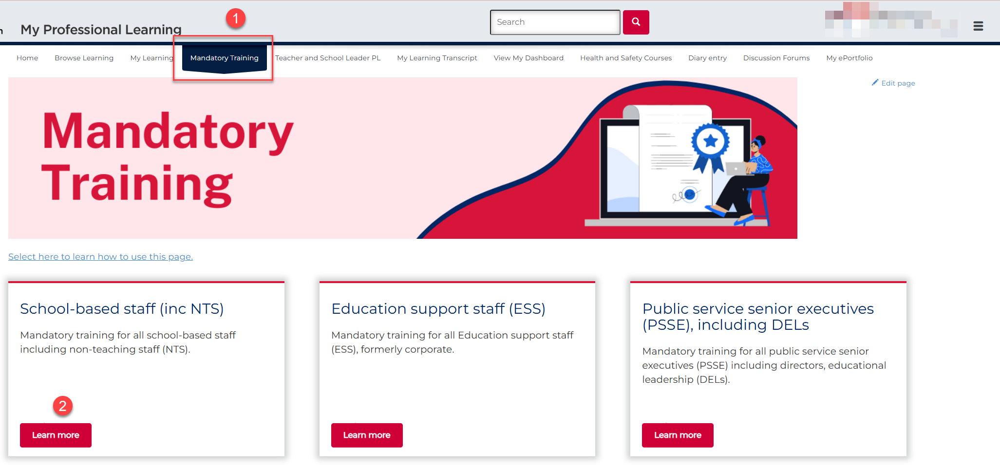 1
n My Professional Learning
Search
Home Browse Learning My Learning Mandatory Training Teacher and School Leader PL My Learning Transcript View My Dashboard Health and Safety Courses Diary entry Discussion Forums My ePortfolio
Edit page
Mandatory
Training
Select here to learn how to use this page.
School-based staff (inc NTS)
Mandatory training for all school-based staff
including non-teaching staff (NTS).
2
Learn more
Education support staff (ESS)
Mandatory training for all Education support staff
(ESS), formerly corporate.
Learn more
Public service senior executives
(PSSE), including DELs
Mandatory training for all public service senior
executives (PSSE) including directors, educational
leadership (DELs).
Learn more